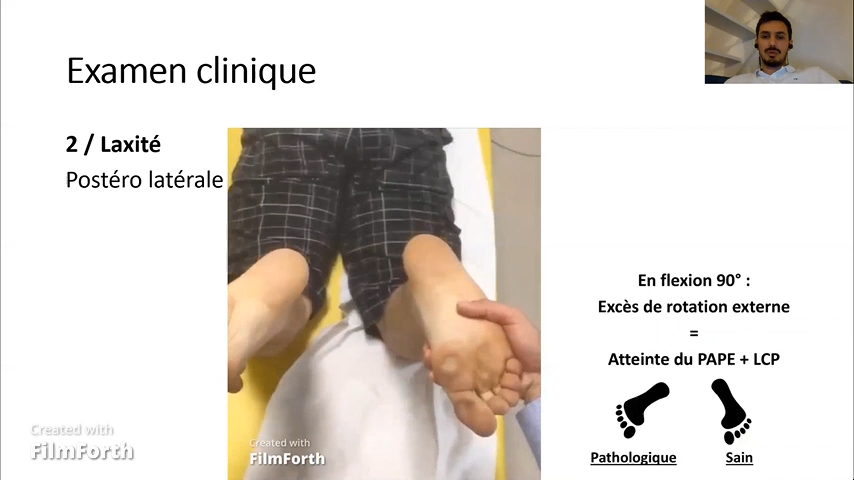 Examen clinique
2 / Laxité
Postéro latérale
En flexion 90° :
Excès de rotation externe
=
Atteinte du PAPE + LCP
Pathologique
Sain
Created with
FilmForth
Created with
FilmForth